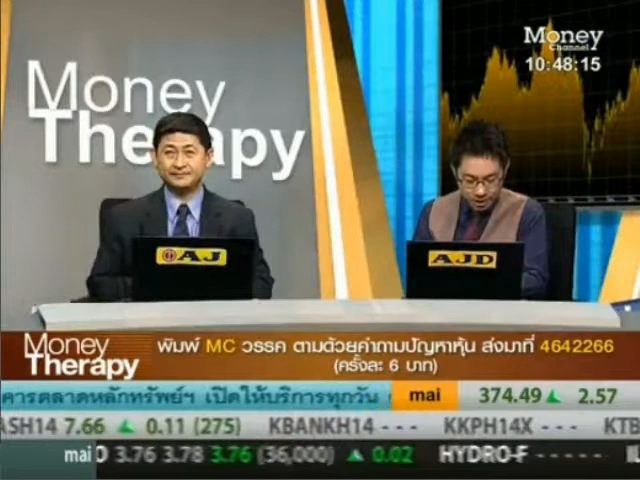 Money
Channel
10:48:15
Money
Therapy
AJ
AJD
Money
Therapy
พิมพ์ MC วรรค ตามด้วยคำถามปัญหาหุ้น ส่งมาที่ 4642266
(ครั้งละ 6 บาท)
คารตลาดหลักทรัพย์ฯ เปิดให้บริการทุกวัน mai 374.49 ▲ 2.57
ASH14 7.66 ▲ 0.11 (275) KBANKH14 - - - KKPH14X - - - - KTB
mai O 3.76 3.78 3.76 (36,000) ▲ 0.02 HYDRO-F - - - - -